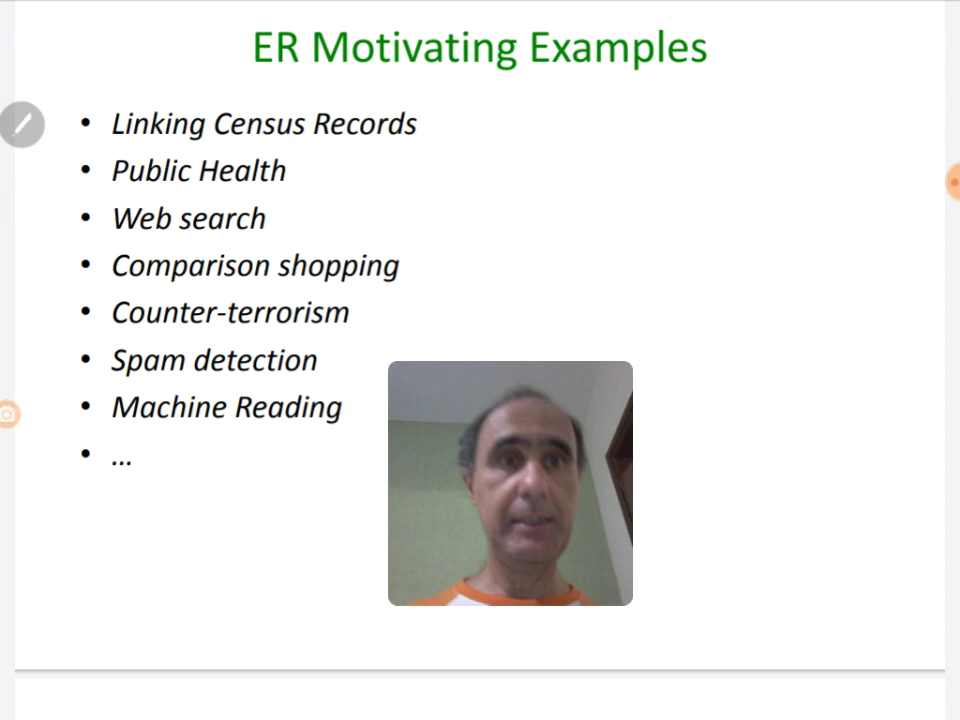 ER Motivating Examples
• Linking Census Records
• Public Health
• Web search
• Comparison shopping
• Counter-terrorism
• Spam detection
• Machine Reading
• …